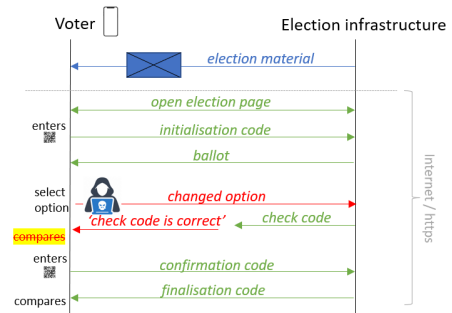 Voter
Election infrastructure
election material
open election page
enters
initialisation code
ballot
select
option
changed option
‘check code is correct’
check code
compares
enters
confirmation code
finalisation code
compares
Internet / https